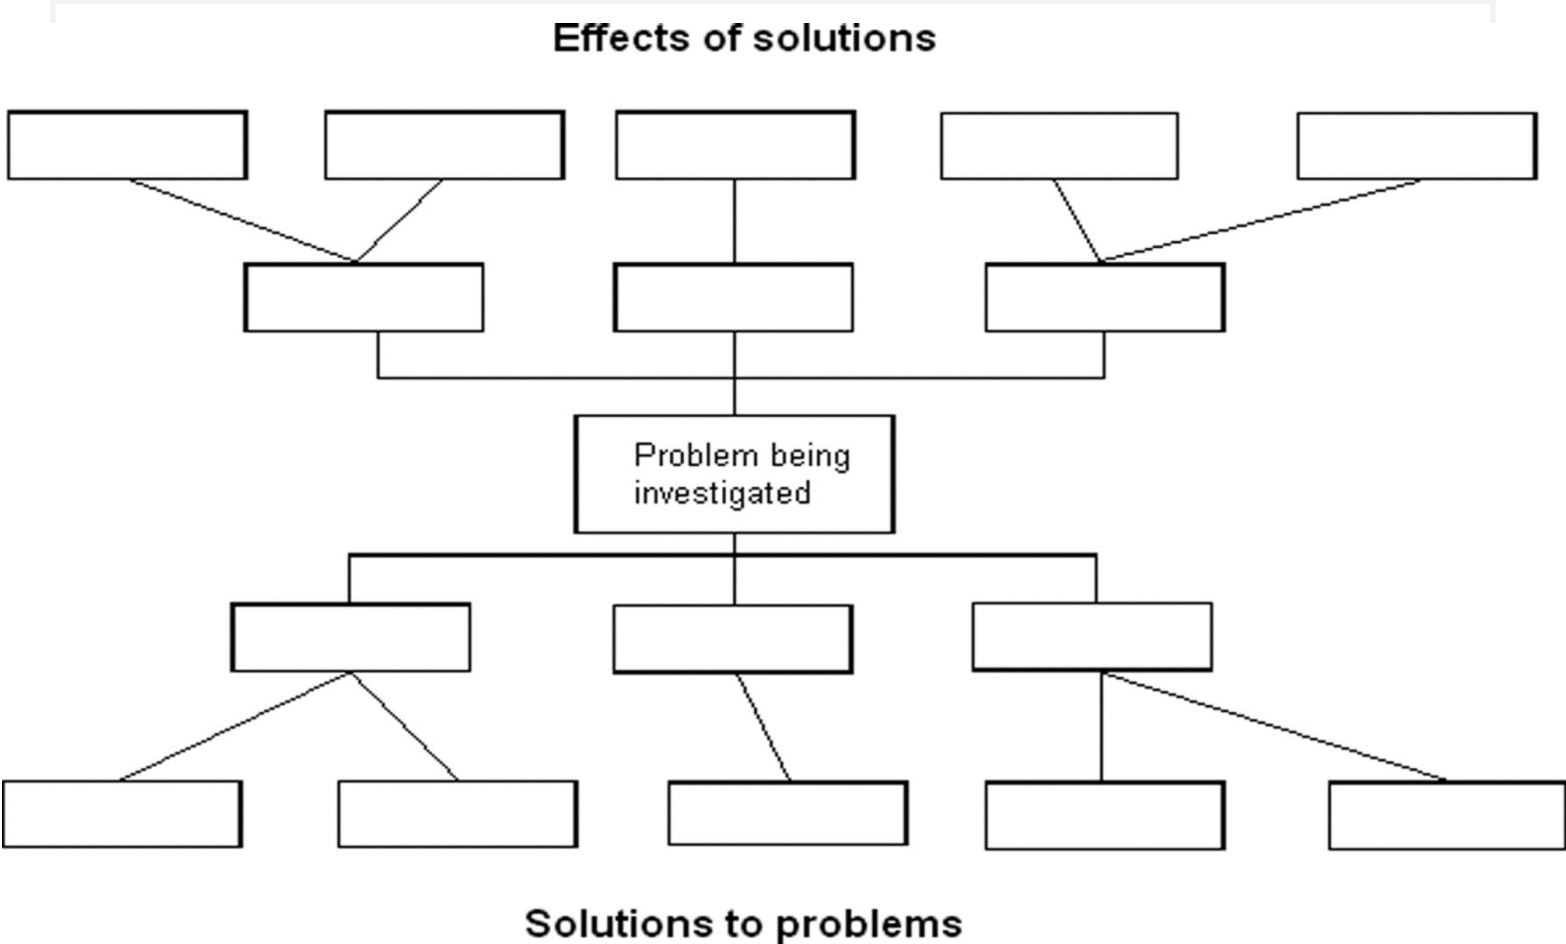 Effects of solutions
Problem being
investigated
Solutions to problems